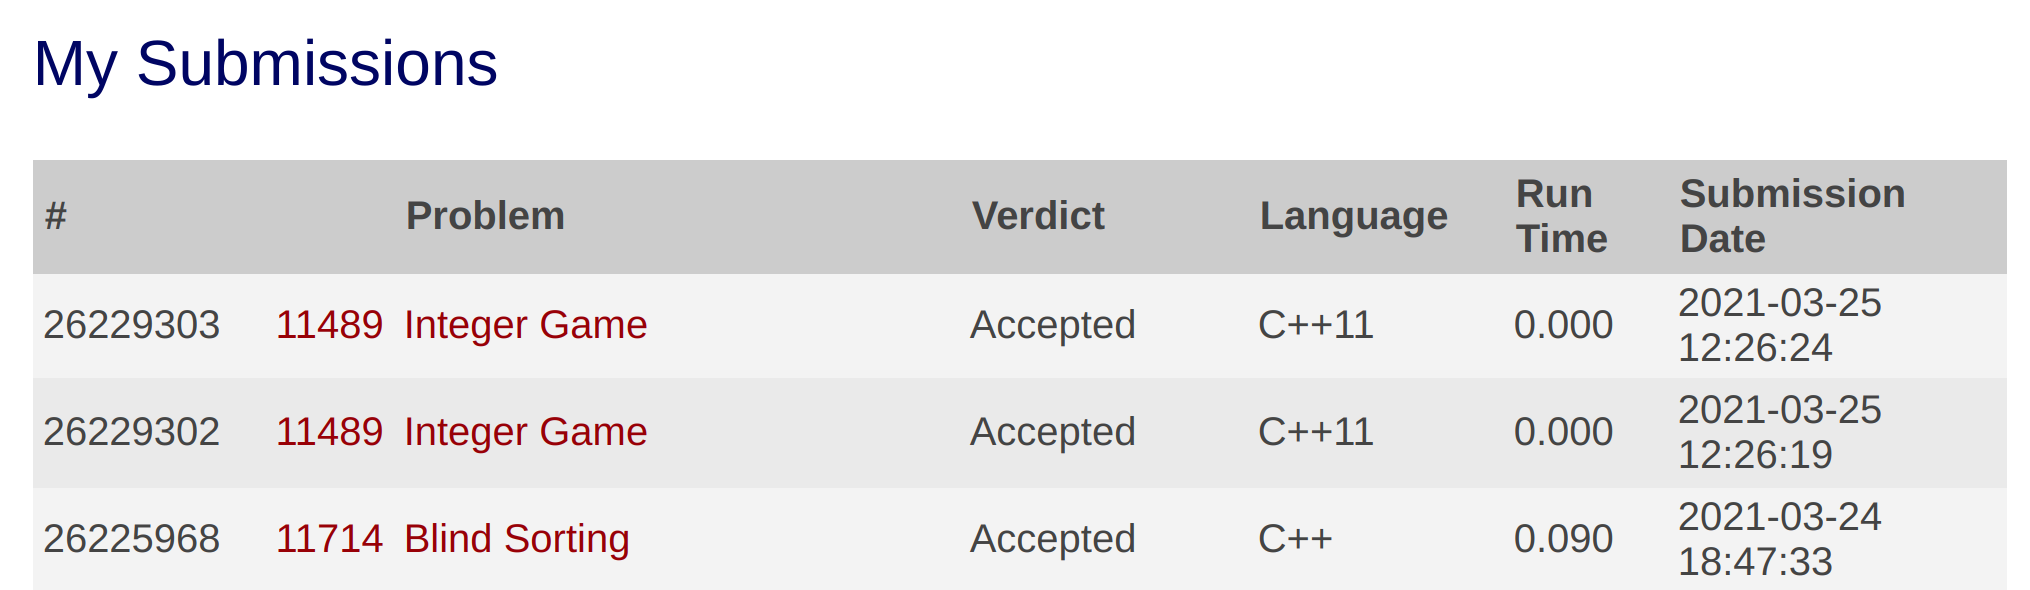 My Submissions
# Problem Verdict Language Run Time Submission Date
26229303 11489 Integer Game Accepted C++11 0.000 2021-03-25 12:26:24
26229302 11489 Integer Game Accepted C++11 0.000 2021-03-25 12:26:19
26225968 11714 Blind Sorting Accepted C++ 0.090 2021-03-24 18:47:33